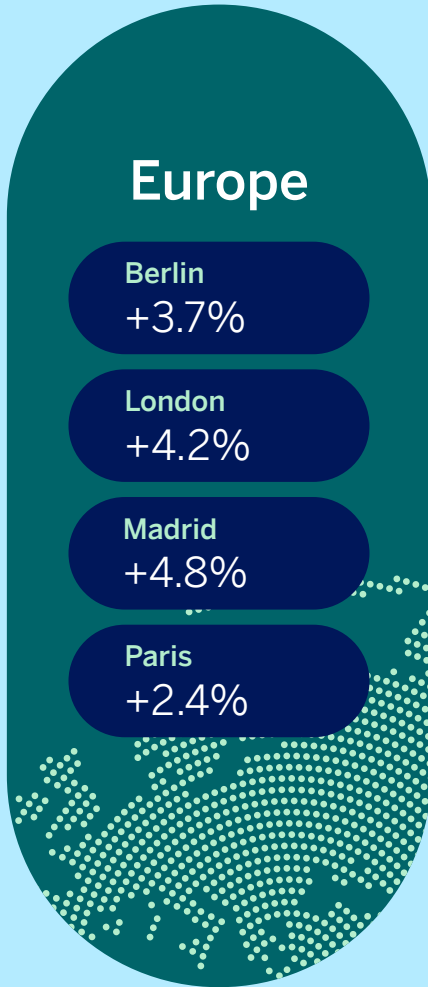 Europe
Berlin
+3.7%
London
+4.2%
Madrid
+4.8%
Paris
+2.4%